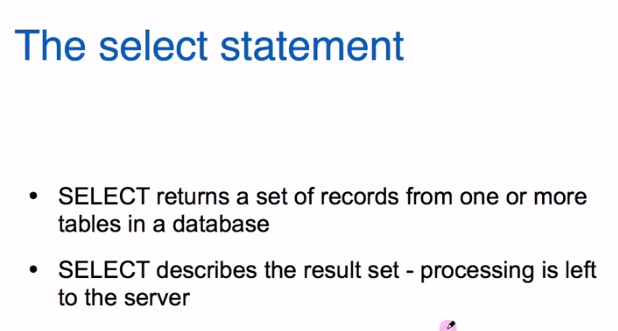 The select statement
• SELECT returns a set of records from one or more
tables in a database
• SELECT describes the result set - processing is left
to the server